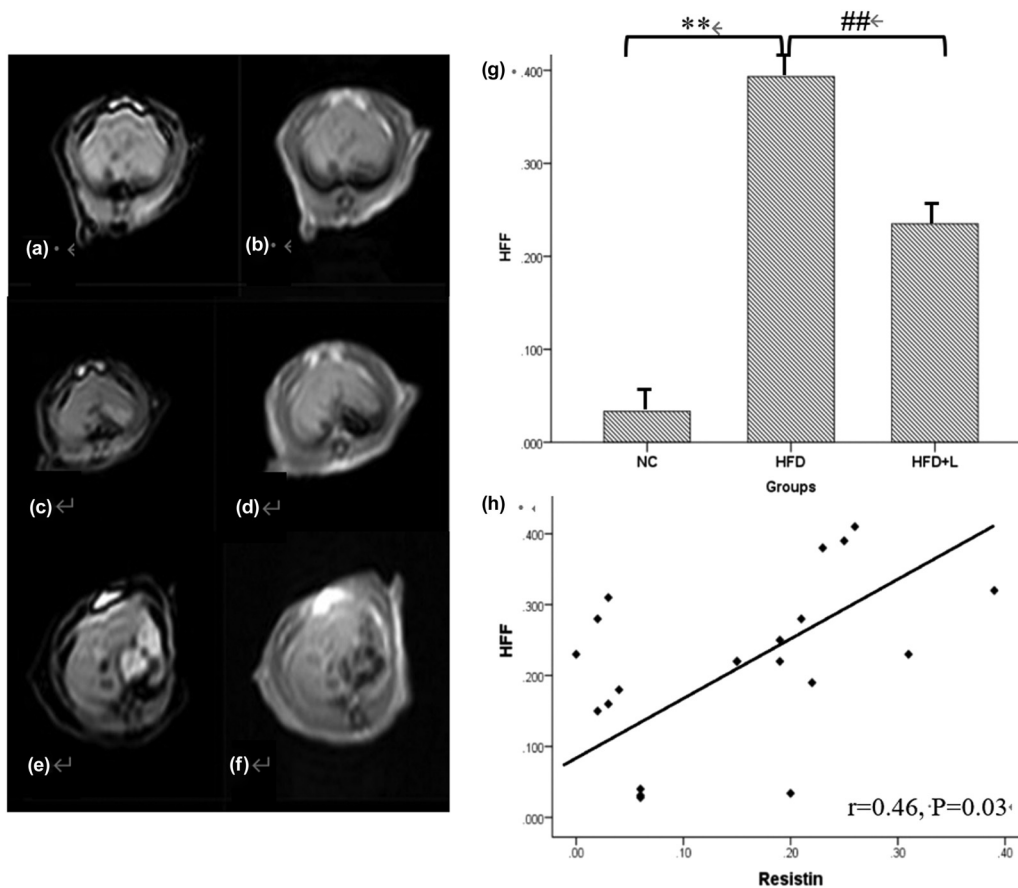 (a)
(b)
(c)
(d)
(e)
(f)
(g)
** ##
.400
.300
.200
.100
.000
HFF
NC HFD HFD+L
Groups
(h)
.400
.300
.200
.100
.000
HFF
r=0.46, P=0.03
.00 .10 .20 .30 .40
Resistin